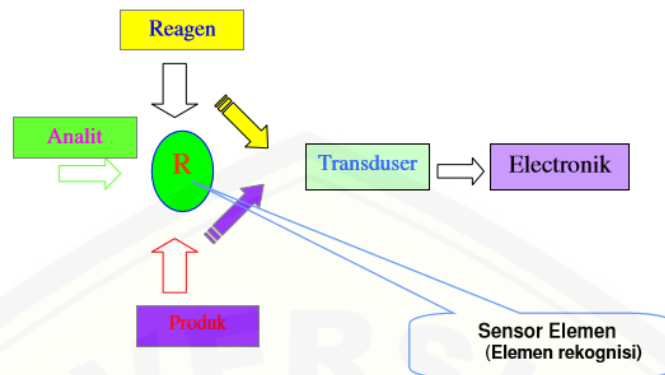 Reagen
Analit
R
Transduser
Electronik
Produk
Sensor Elemen
(Elemen rekognisi)